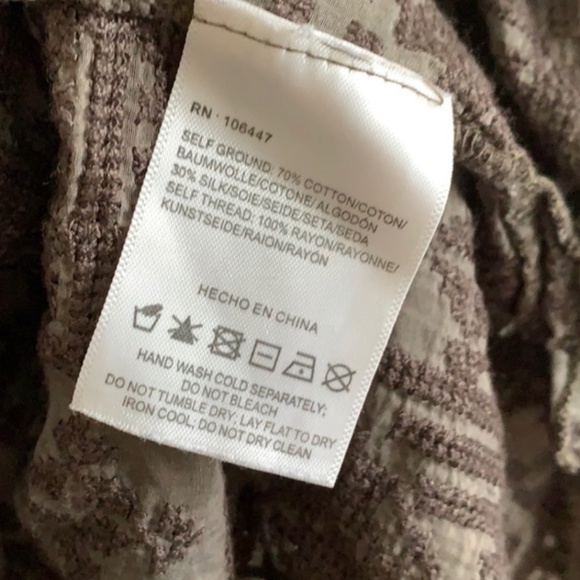 RN · 106447
SELF GROUND: 70% COTTON/COTON/
BAUMWOLLE/COTONE/ALGODÓN
30% SILK/SOIE/SEIDE/SETA/SEDA
SELF THREAD: 100% RAYON/RAYONNE/
KUNSTSEIDE/RAION/RAYÓN
HECHO EN CHINA
HAND WASH COLD SEPARATELY;
DO NOT BLEACH
DO NOT TUMBLE DRY; LAY FLAT TO DRY
IRON COOL; DO NOT DRY CLEAN